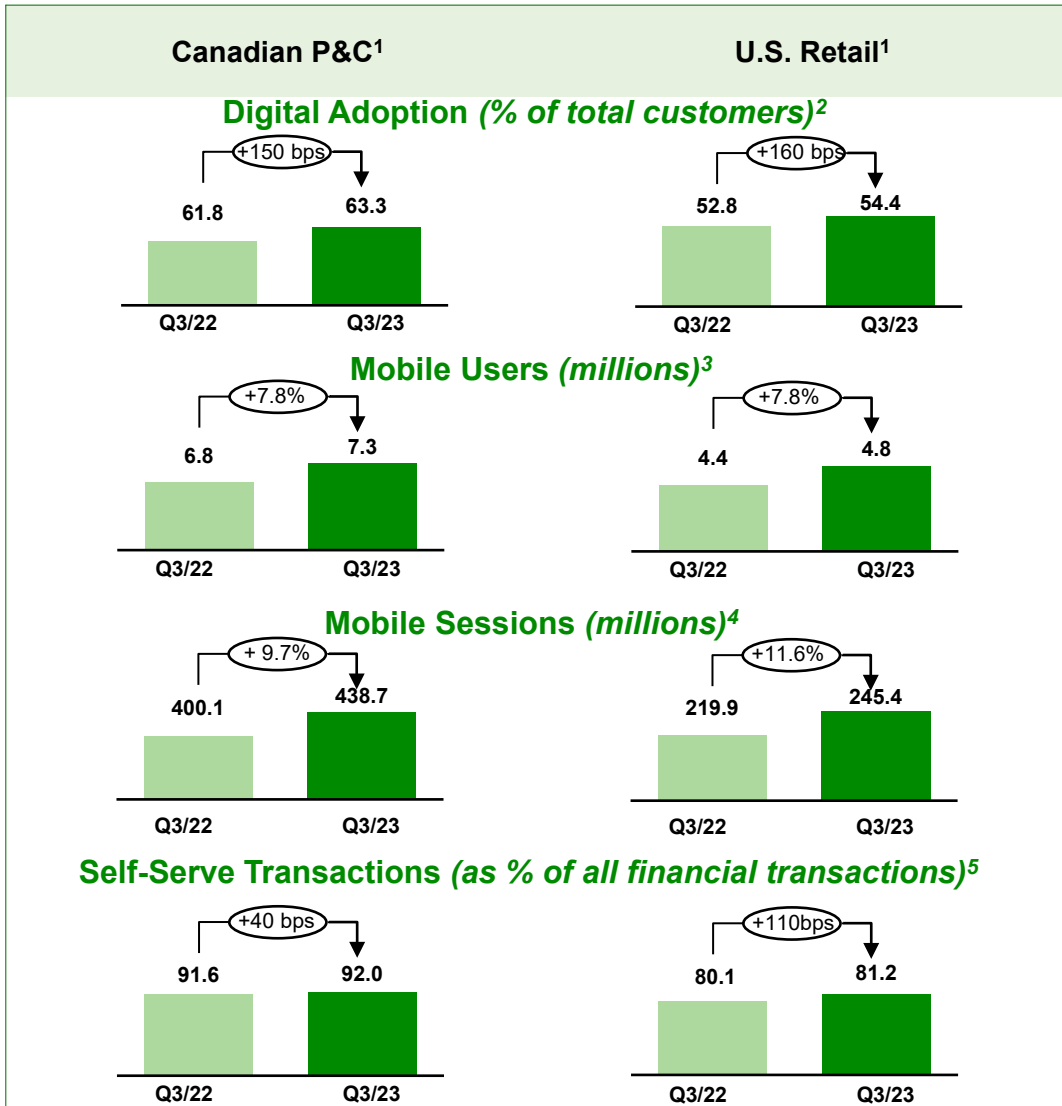 Canadian P&C¹ U.S. Retail¹
Digital Adoption (% of total customers)²
+150 bps +160 bps
61.8 63.3 52.8 54.4
Q3/22 Q3/23 Q3/22 Q3/23
Mobile Users (millions)³
+7.8% +7.8%
6.8 7.3 4.4 4.8
Q3/22 Q3/23 Q3/22 Q3/23
Mobile Sessions (millions)⁴
+ 9.7% +11.6%
400.1 438.7 219.9 245.4
Q3/22 Q3/23 Q3/22 Q3/23
Self-Serve Transactions (as % of all financial transactions)⁵
+40 bps +110bps
91.6 92.0 80.1 81.2
Q3/22 Q3/23 Q3/22 Q3/23